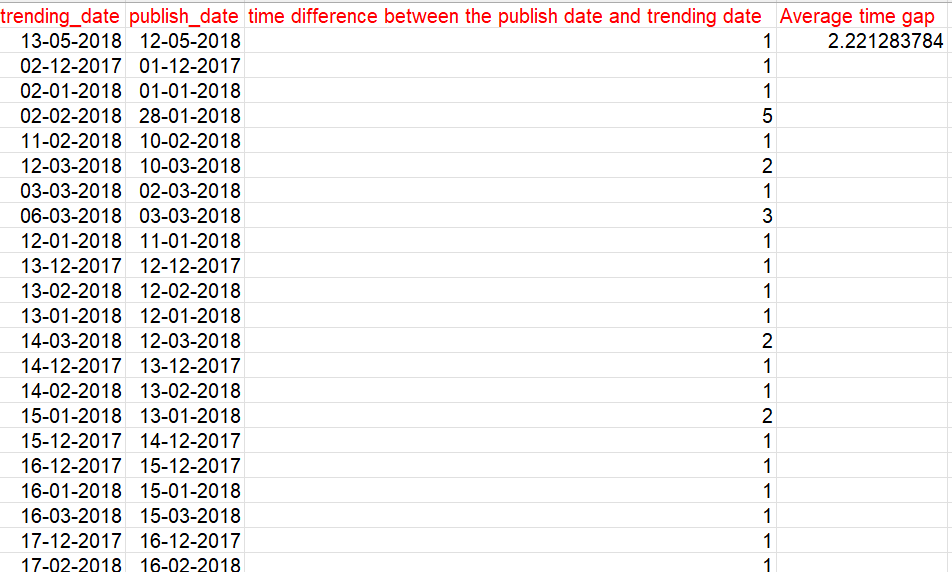 trending_date publish_date time difference between the publish date and trending date Average time gap
13-05-2018 12-05-2018 1 2.221283784
02-12-2017 01-12-2017 1
02-01-2018 01-01-2018 1
02-02-2018 28-01-2018 5
11-02-2018 10-02-2018 1
12-03-2018 10-03-2018 2
03-03-2018 02-03-2018 1
06-03-2018 03-03-2018 3
12-01-2018 11-01-2018 1
13-12-2017 12-12-2017 1
13-02-2018 12-02-2018 1
13-01-2018 12-01-2018 1
14-03-2018 12-03-2018 2
14-12-2017 13-12-2017 1
14-02-2018 13-02-2018 1
15-01-2018 13-01-2018 2
15-12-2017 14-12-2017 1
16-12-2017 15-12-2017 1
16-01-2018 15-01-2018 1
16-03-2018 15-03-2018 1
17-12-2017 16-12-2017 1
17-02-2018 16-02-2018 1